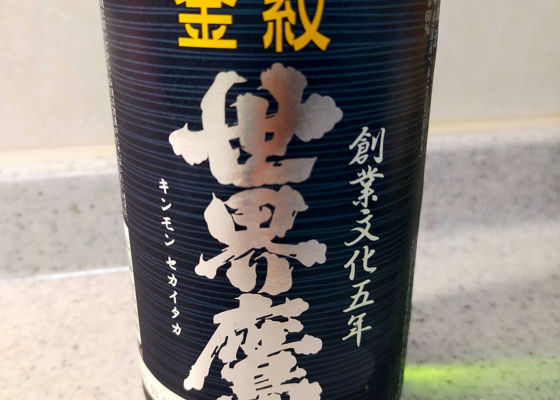 金紋
世界鷹
創業文化五年
キンモン セカイタカ